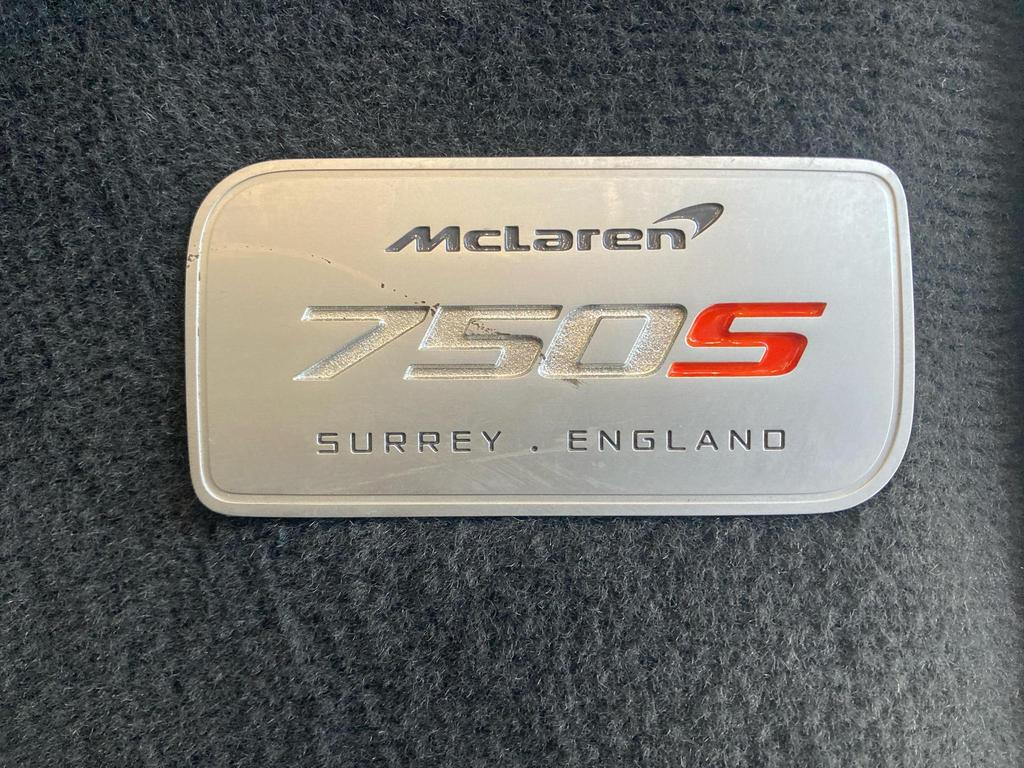 McLaren
750S
SURREY . ENGLAND